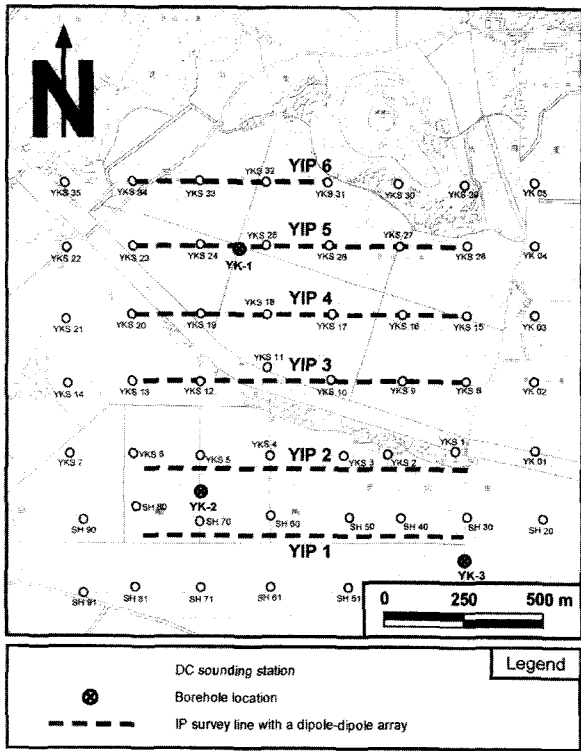 N
YIP 6
YKS 35
YKS 34
YKS 33
YKS 32
YKS 31
YKS 30
YKS 29
YK 05
YIP 5
YKS 22
YKS 23
YKS 24
YKS 25
YKS 28
YKS 27
YKS 26
YK 04
YK-1
YIP 4
YKS 21
YKS 20
YKS 19
YKS 18
YKS 17
YKS 16
YKS 15
YK 03
YIP 3
YKS 14
YKS 13
YKS 12
YKS 11
YKS 10
YKS 9
YKS 8
YK 02
YIP 2
YKS 7
YKS 6
YKS 5
YKS 4
YKS 3
YKS 2
YKS 1
YK 01
YK-2
SH 90
SH 80
SH 70
SH 60
SH 50
SH 40
SH 30
SH 20
YIP 1
YK-3
SH 91
SH 81
SH 71
SH 61
SH 51
0 250 500 m
Legend
DC sounding station
Borehole location
IP survey line with a dipole-dipole array